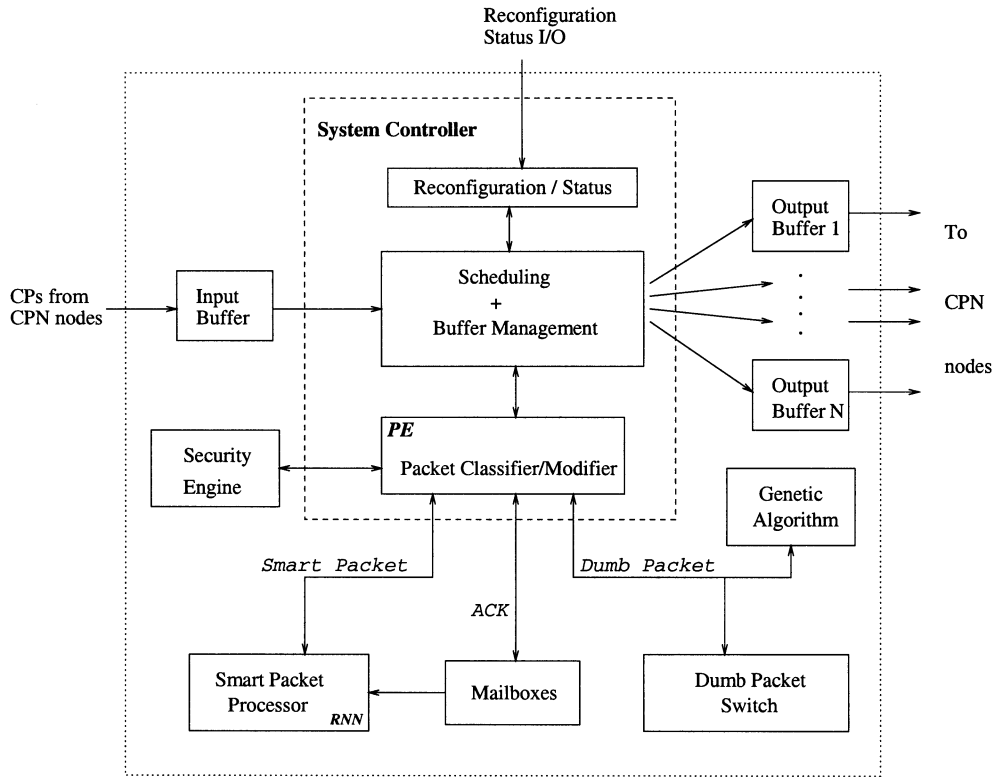 Reconfiguration
Status I/O
System Controller
Reconfiguration / Status
Scheduling
+
Buffer Management
CPs from
CPN nodes
Input
Buffer
Output
Buffer 1
To
CPN
nodes
Output
Buffer N
PE
Packet Classifier/Modifier
Security
Engine
Genetic
Algorithm
Smart Packet
ACK
Dumb Packet
Smart Packet
Processor
RNN
Mailboxes
Dumb Packet
Switch